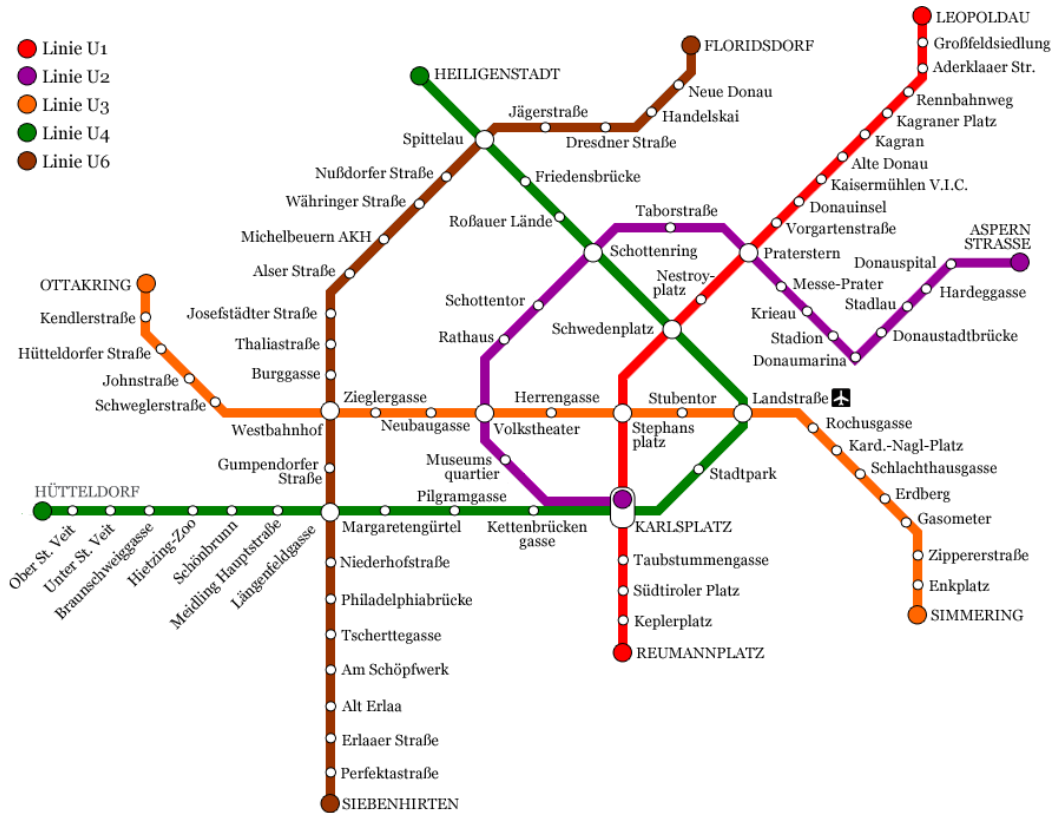 Linie U1
Linie U2
Linie U3
Linie U4
Linie U6
LEOPOLDAU
Großfeldsiedlung
Aderklaaer Str.
Rennbahnweg
Kagraner Platz
Kagran
Alte Donau
Kaisermühlen V.I.C.
Donauinsel
Vorgartenstraße
Praterstern
Nestroy-
platz
Schwedenplatz
Stephans
platz
KARLSPLATZ
Taubstummengasse
Südtiroler Platz
Keplerplatz
REUMANNPLATZ
FLORIDSDORF
Neue Donau
Handelskai
Dresdner Straße
Jägerstraße
Spittelau
Nußdorfer Straße
Währinger Straße
Michelbeuern AKH
Alser Straße
Josefstädter Straße
Thaliastraße
Burggasse
Westbahnhof
Gumpendorfer
Straße
Längenfeldgasse
Niederhofstraße
Philadelphiabrücke
Tscherttegasse
Am Schöpfwerk
Alt Erlaa
Erlaaer Straße
Perfektastraße
SIEBENHIRTEN
HEILIGENSTADT
Friedensbrücke
Roßauer Lände
Schottenring
Landstraße
Stadtpark
Kettenbrücken
gasse
Pilgramgasse
Margaretengürtel
Meidling Hauptstraße
Schönbrunn
Hietzing-Zoo
Braunschweiggasse
Unter St. Veit
Ober St. Veit
HÜTTELDORF
OTTAKRING
Kendlerstraße
Hütteldorfer Straße
Johnstraße
Schweglerstraße
Zieglergasse
Neubaugasse
Volkstheater
Herrengasse
Stubentor
Rochusgasse
Kard.-Nagl-Platz
Schlachthausgasse
Erdberg
Gasometer
Zippererstraße
Enkplatz
SIMMERING
Museums
quartier
Rathaus
Schottentor
Taborstraße
Messe-Prater
Krieau
Stadion
Donaumarina
Donaustadtbrücke
Stadlau
Hardeggasse
Donauspital
ASPERN
STRASSE